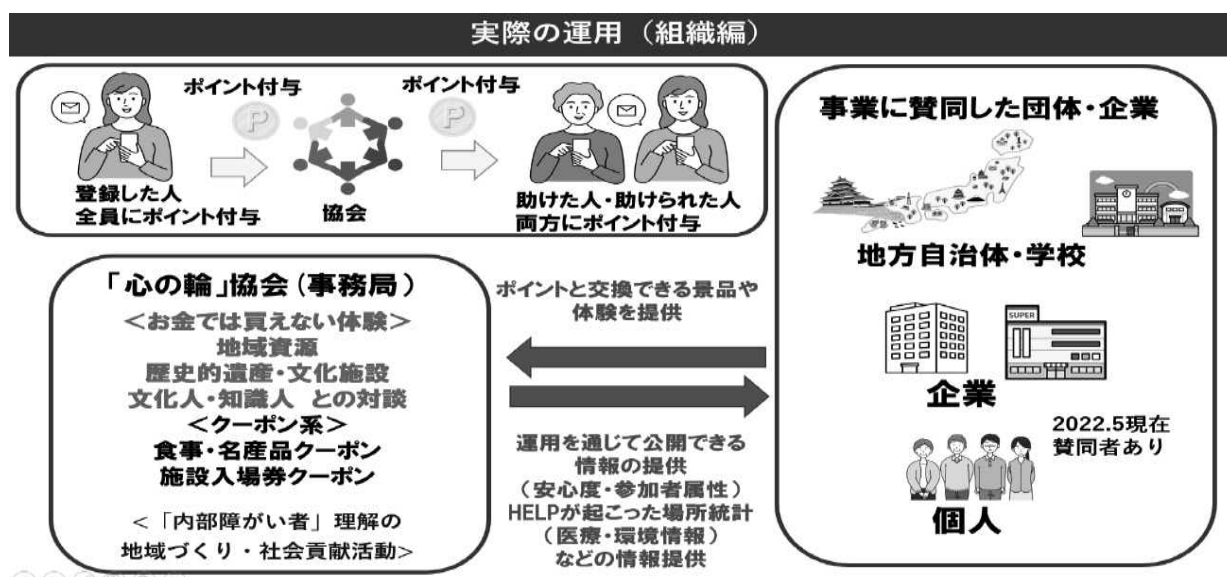 実際の運用（組織編）
ポイント付与
ポイント付与
P
P
登録した人
全員にポイント付与
協会
助けた人・助けられた人
両方にポイント付与
「心の輪」協会（事務局）
＜お金では買えない体験＞
地域資源
歴史的遺産・文化施設
文化人・知識人 との対談
＜クーポン系＞
食事・名産品クーポン
施設入場券クーポン
＜「内部障がい者」理解の
地域づくり・社会貢献活動＞
ポイントと交換できる景品や
体験を提供
運用を通じて公開できる
情報の提供
（安心度・参加者属性）
HELPが起こった場所統計
（医療・環境情報）
などの情報提供
事業に賛同した団体・企業
地方自治体・学校
SUPER
企業
2022.5現在
賛同者あり
個人